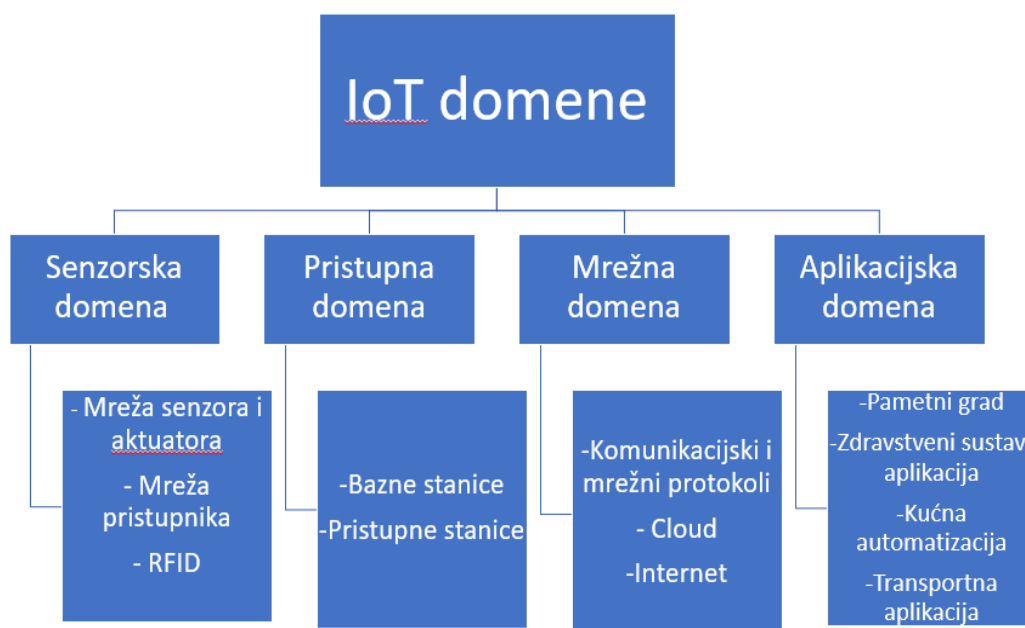 IoT domene
Senzorska
domena
Pristupna
domena
Mrežna
domena
Aplikacijska
domena
- Mreža senzora i
aktuatora
- Mreža
pristupnika
- RFID
-Bazne stanice
-Pristupne stanice
-Komunikacijski i
mrežni protokoli
- Cloud
-Internet
-Pametni grad
-Zdravstveni sustav
aplikacija
-Kućna
automatizacija
-Transportna
aplikacija